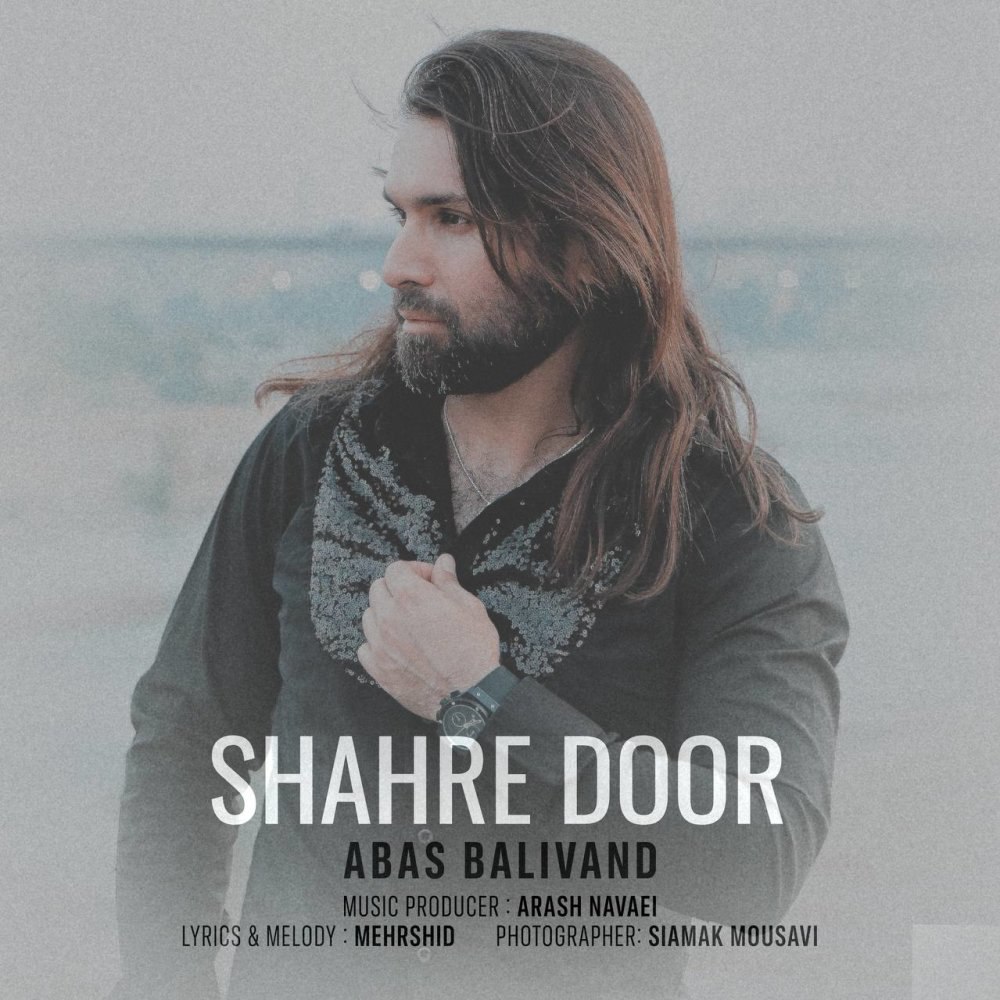 SHAHRE DOOR
ABAS BALIVAND
MUSIC PRODUCER : ARASH NAVAEI
LYRICS & MELODY : MEHRSHID PHOTOGRAPHER: SIAMAK MOUSAVI